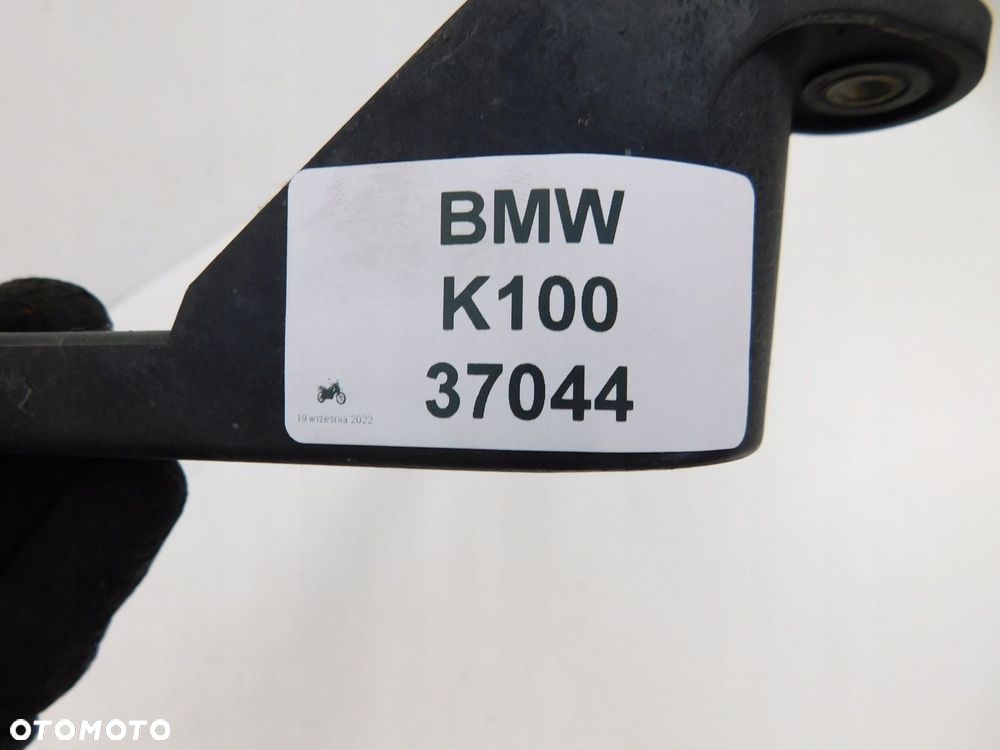 BMW
K100
37044
19 września 2022
OTOMOTO